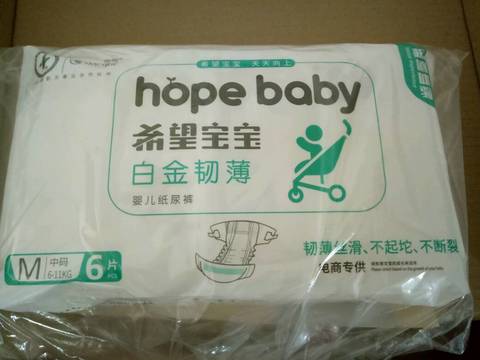 希望宝宝 天天向上
hope baby
希望宝宝
白金韧薄
婴儿纸尿裤
M 中码
6-11KG
6片
PCS
韧薄丝滑、不起坨、不断裂
电商专供